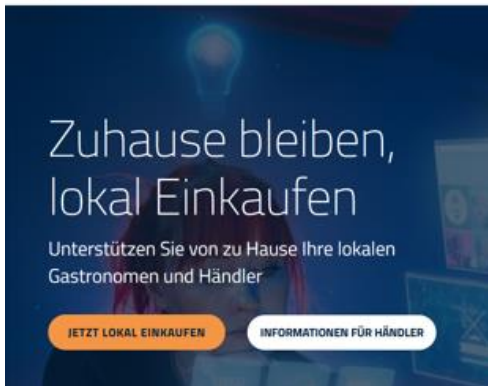 Zuhause bleiben,
lokal Einkaufen
Unterstützen Sie von zu Hause Ihre lokalen
Gastronomen und Händler
JETZT LOKAL EINKAUFEN
INFORMATIONEN FÜR HÄNDLER